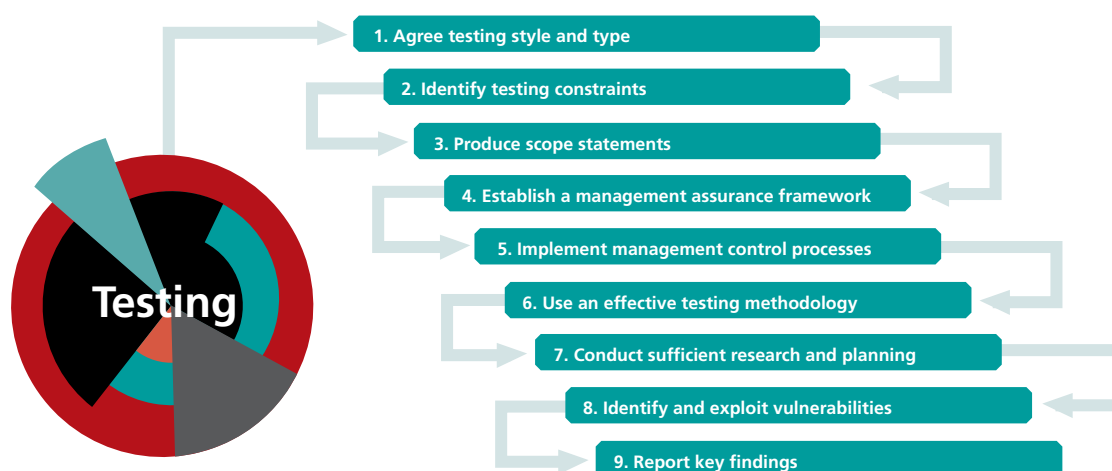 1. Agree testing style and type
2. Identify testing constraints
3. Produce scope statements
4. Establish a management assurance framework
5. Implement management control processes
Testing
6. Use an effective testing methodology
7. Conduct sufficient research and planning
8. Identify and exploit vulnerabilities
9. Report key findings